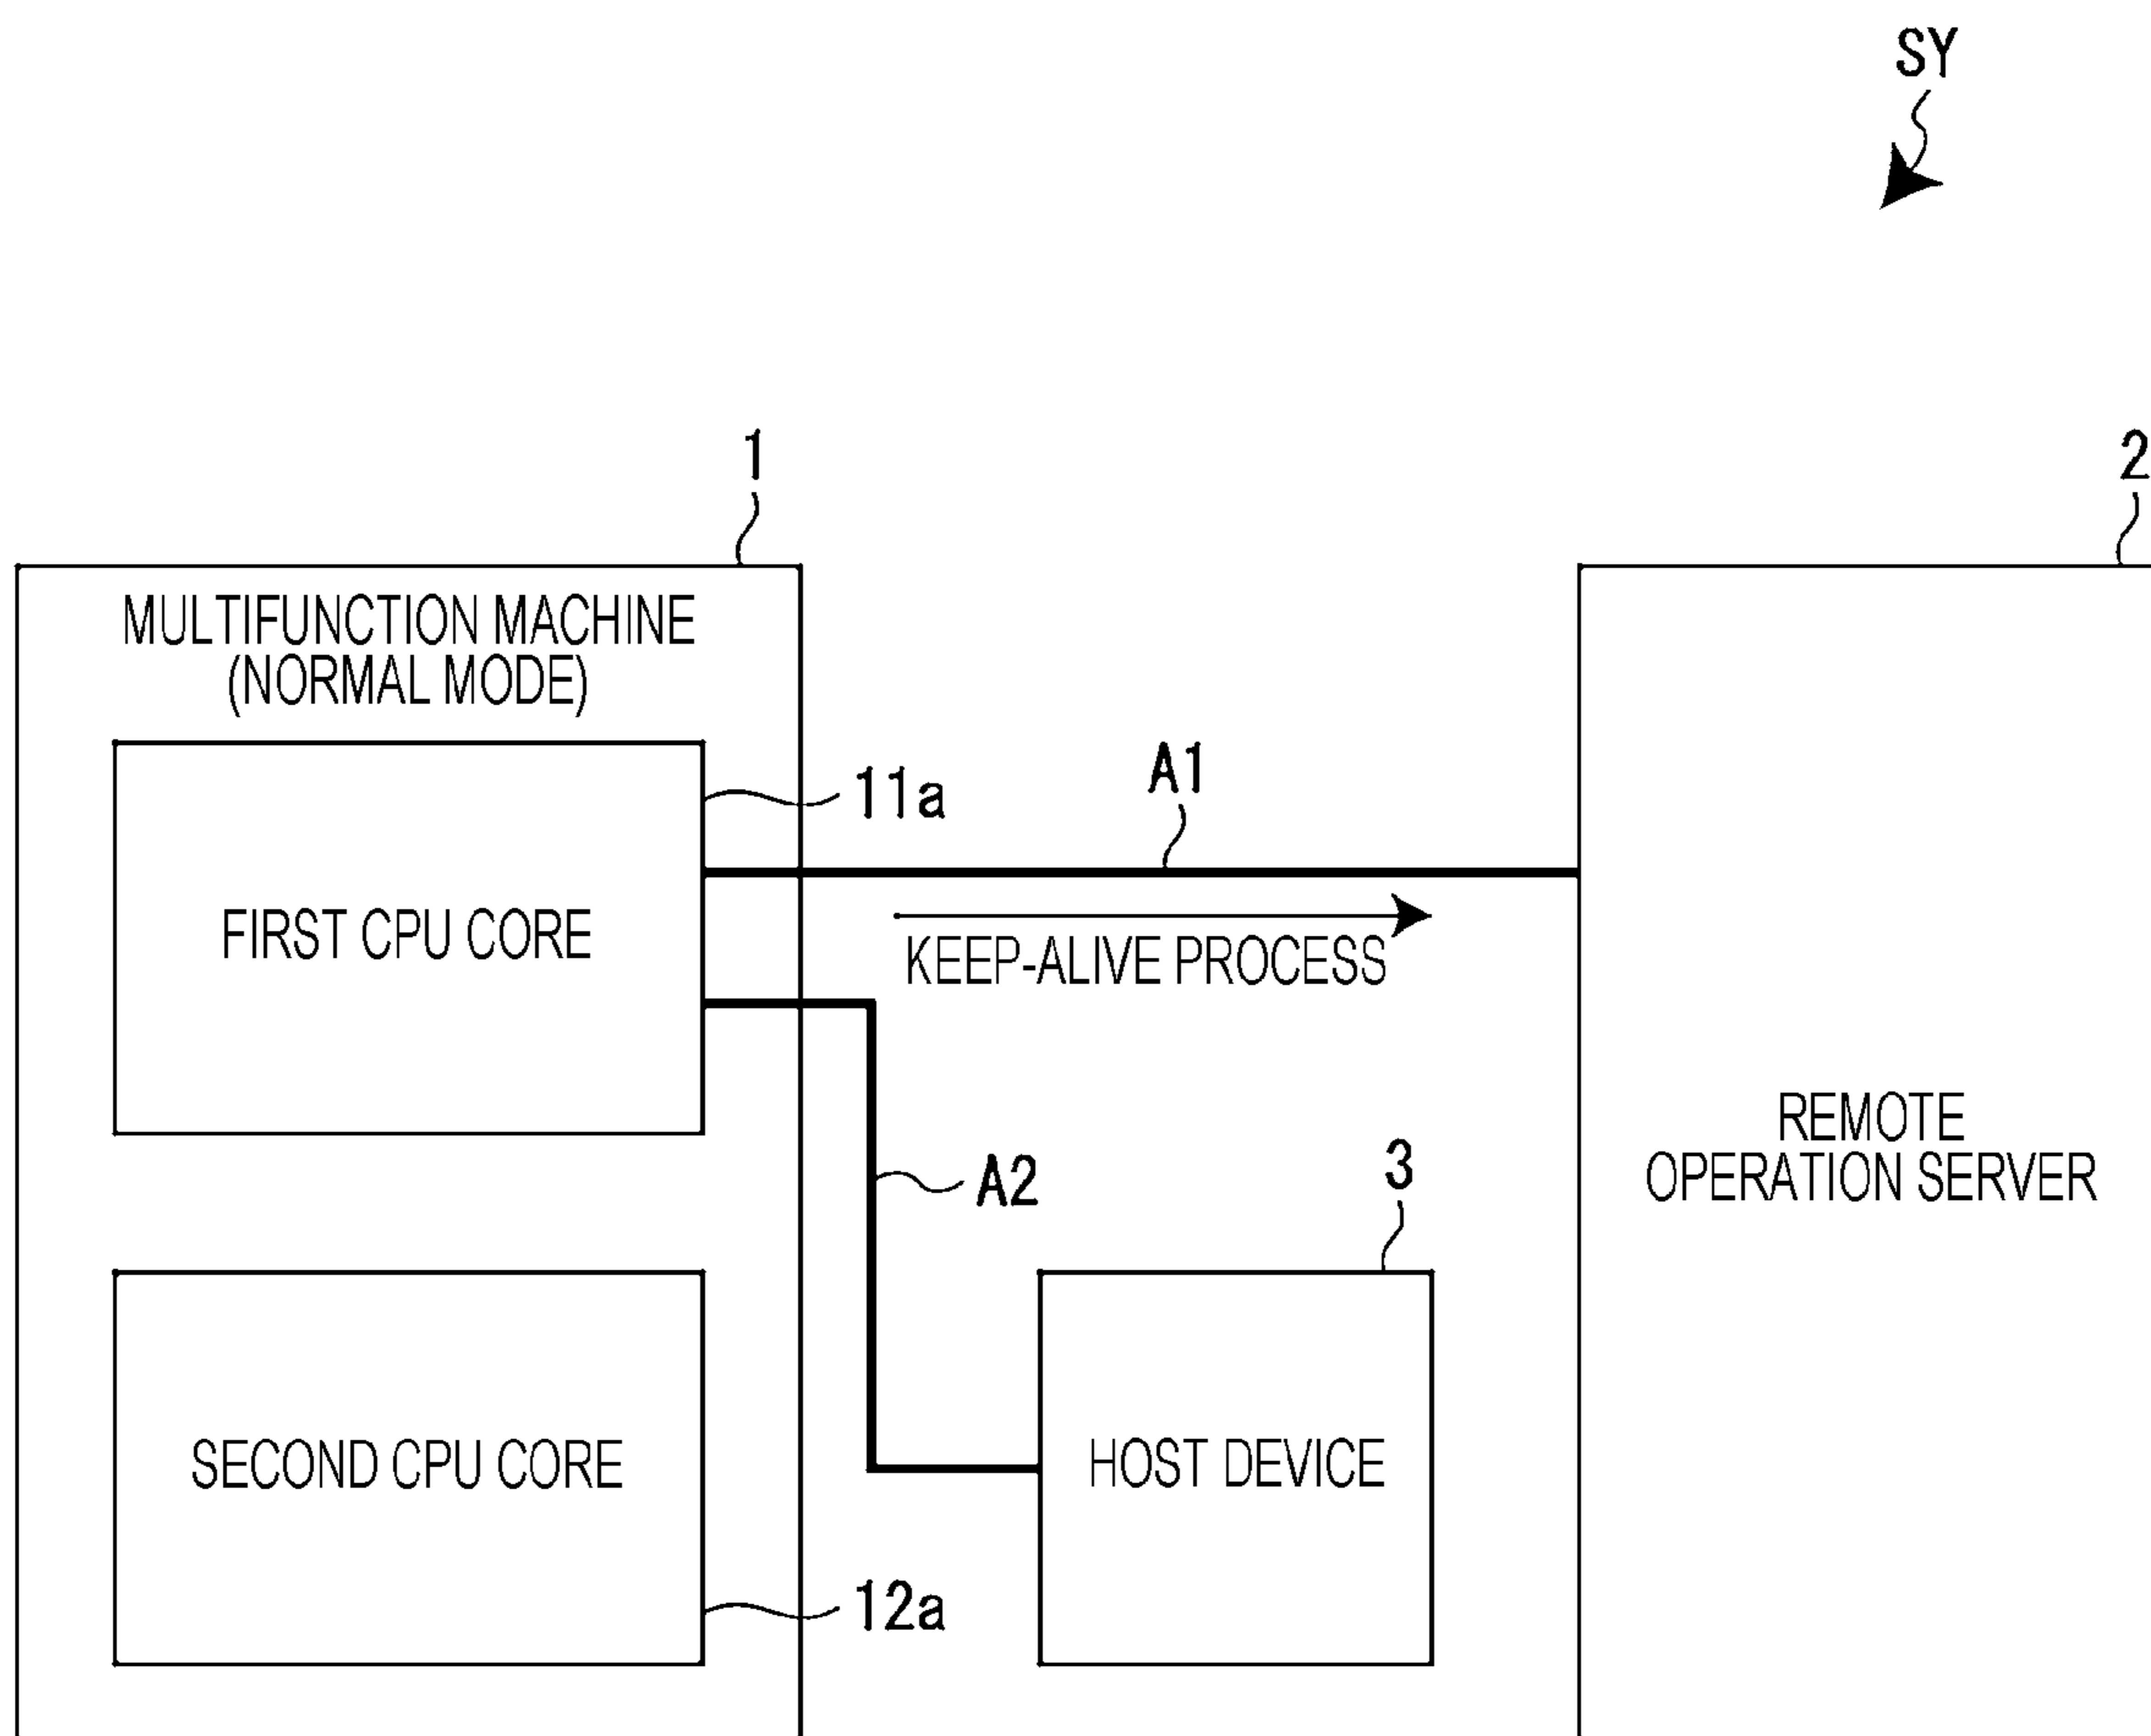 SY
1
2
MULTIFUNCTION MACHINE
(NORMAL MODE)
11a
A1
FIRST CPU CORE
KEEP-ALIVE PROCESS
A2
3
REMOTE
OPERATION SERVER
SECOND CPU CORE
HOST DEVICE
12a